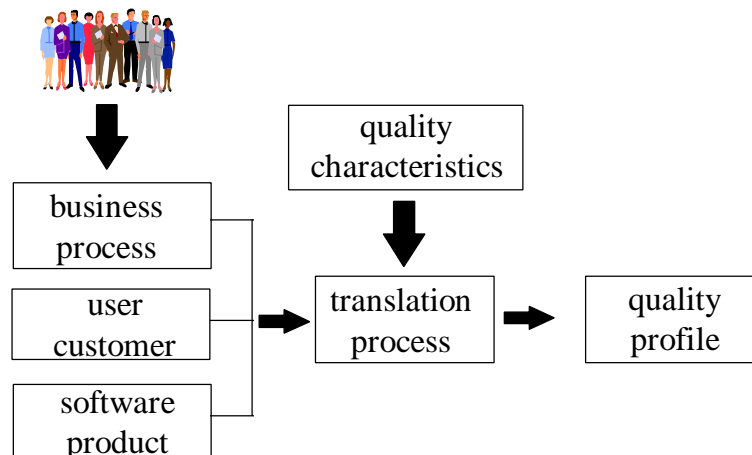 quality
characteristics
business
process
user
customer
translation
process
quality
profile
software
product